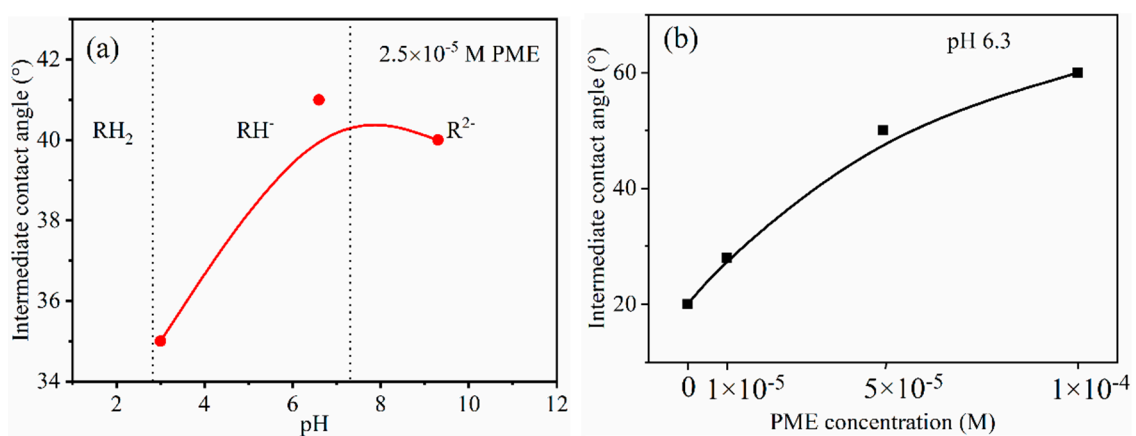 (a)
2.5×10-5 M PME
RH2
RH-
R2-
Intermediate contact angle (°)
42
40
38
36
34
2
4
6
8
10
12
pH
(b)
pH 6.3
Intermediate contact angle (°)
60
40
20
0
1×10-5
5×10-5
1×10-4
PME concentration (M)